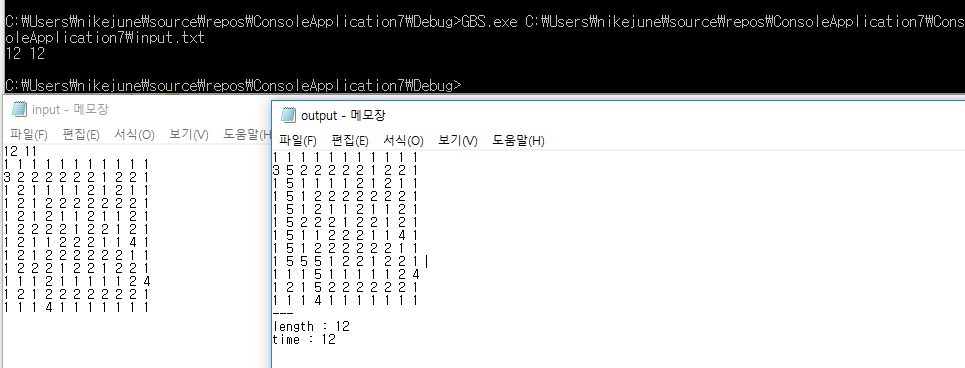 C:₩Users₩nikejune₩source₩repos₩ConsoleApplication7₩Debug>GBS.exe C:₩Users₩nikejune₩source₩repos₩ConsoleApplication7₩Cons
oleApplication7₩input.txt
12 12
C:₩Users₩nikejune₩source₩repos₩ConsoleApplication7₩Debug>
input - 메모장
파일(F) 편집(E) 서식(O) 보기(V) 도움말(H
12 11
1 1 1 1 1 1 1 1 1 1 1
3 2 2 2 2 2 2 1 2 2 1
1 2 1 1 1 1 2 1 2 1 1
1 2 1 2 2 2 2 2 2 2 1
1 2 1 2 1 1 2 1 1 2 1
1 2 2 2 2 1 2 2 1 2 1
1 2 1 1 2 2 2 1 1 4 1
1 2 1 2 2 2 2 2 2 1 1
1 2 2 2 1 2 2 1 2 2 1
1 1 1 2 1 1 1 1 1 2 4
1 2 1 2 2 2 2 2 2 2 1
1 1 1 4 1 1 1 1 1 1 1
output - 메모장
파일(F) 편집(E) 서식(O) 보기(V) 도움말(H)
1 1 1 1 1 1 1 1 1 1 1
3 5 2 2 2 2 2 1 2 2 1
1 5 1 1 1 1 2 1 2 1 1
1 5 1 2 2 2 2 2 2 2 1
1 5 1 2 1 1 2 1 1 2 1
1 5 2 2 2 1 2 2 1 2 1
1 5 1 1 2 2 2 1 1 4 1
1 5 1 2 2 2 2 2 2 1 1
1 5 5 5 1 2 2 1 2 2 1
1 1 1 5 1 1 1 1 1 2 4
1 2 1 5 2 2 2 2 2 2 1
1 1 1 4 1 1 1 1 1 1 1
---
length : 12
time : 12